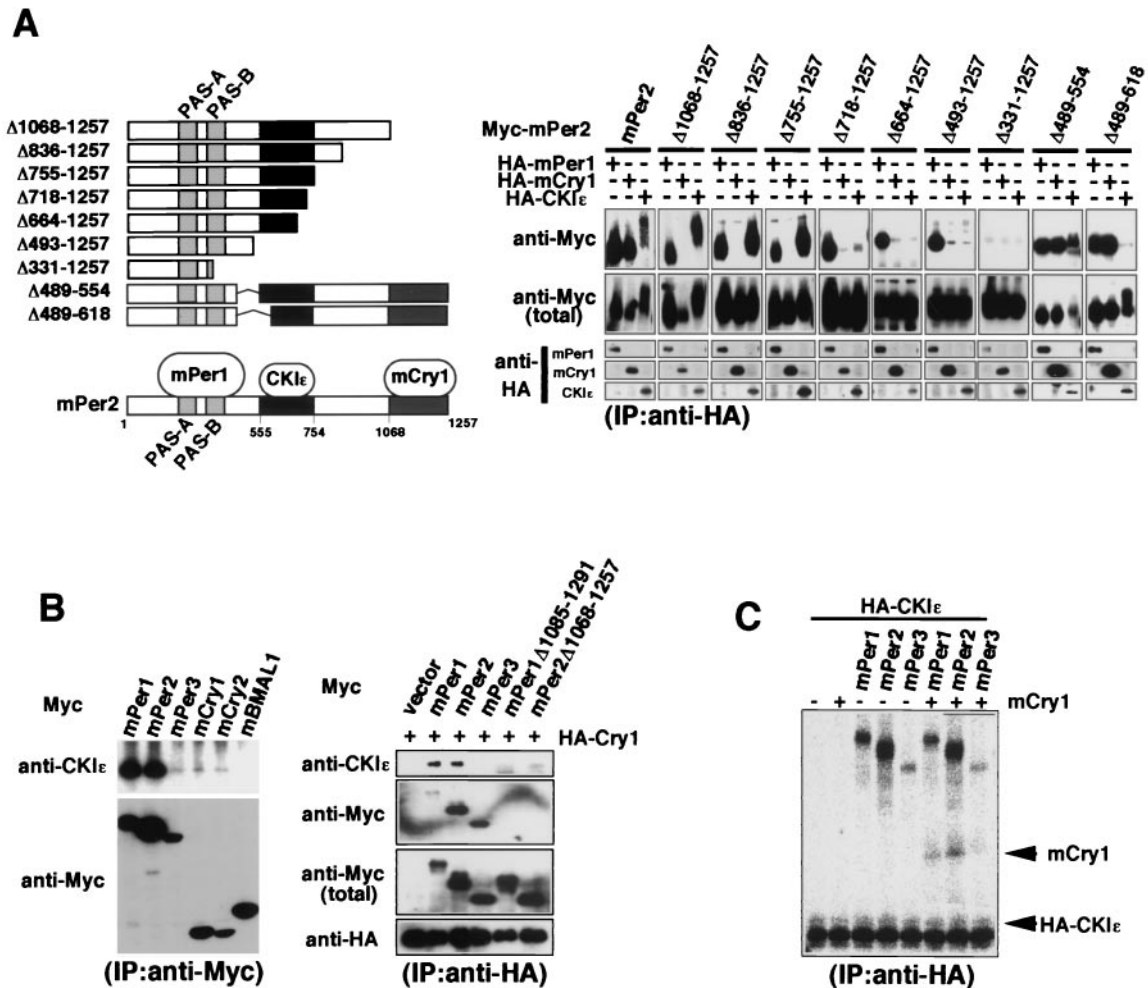 A
PAS-A
PAS-B
Δ1068-1257
Δ836-1257
Δ755-1257
Δ718-1257
Δ664-1257
Δ493-1257
Δ331-1257
Δ489-554
Δ489-618
mPer1
CKIε
mCry1
mPer2
1
555
754
1068
1257
PAS-A
PAS-B
Myc-mPer2
mPer2
Δ1068-1257
Δ836-1257
Δ755-1257
Δ718-1257
Δ664-1257
Δ493-1257
Δ331-1257
Δ489-554
Δ489-618
HA-mPer1 + - - + - - + - - + - - + - - + - - + - - + - - + - - + - -
HA-mCry1 - + - - + - - + - - + - - + - - + - - + - - + - - + - - + -
HA-CKIε - - + - - + - - + - - + - - + - - + - - + - - + - - + - - +
anti-Myc
anti-Myc
(total)
anti-
HA
mPer1
mCry1
CKIε
(IP:anti-HA)
B
Myc
mPer1
mPer2
mPer3
mCry1
mCry2
mBMAL1
anti-CKIε
anti-Myc
(IP:anti-Myc)
Myc
vector
mPer1
mPer2
mPer3
mPer1Δ1085-1291
mPer2Δ1068-1257
+ + + + + + HA-Cry1
anti-CKIε
anti-Myc
anti-Myc
(total)
anti-HA
(IP:anti-HA)
C
HA-CKIε
mPer1
mPer2
mPer3
mPer1
mPer2
mPer3
- + - - - + + + mCry1
mCry1
HA-CKIε
(IP:anti-HA)